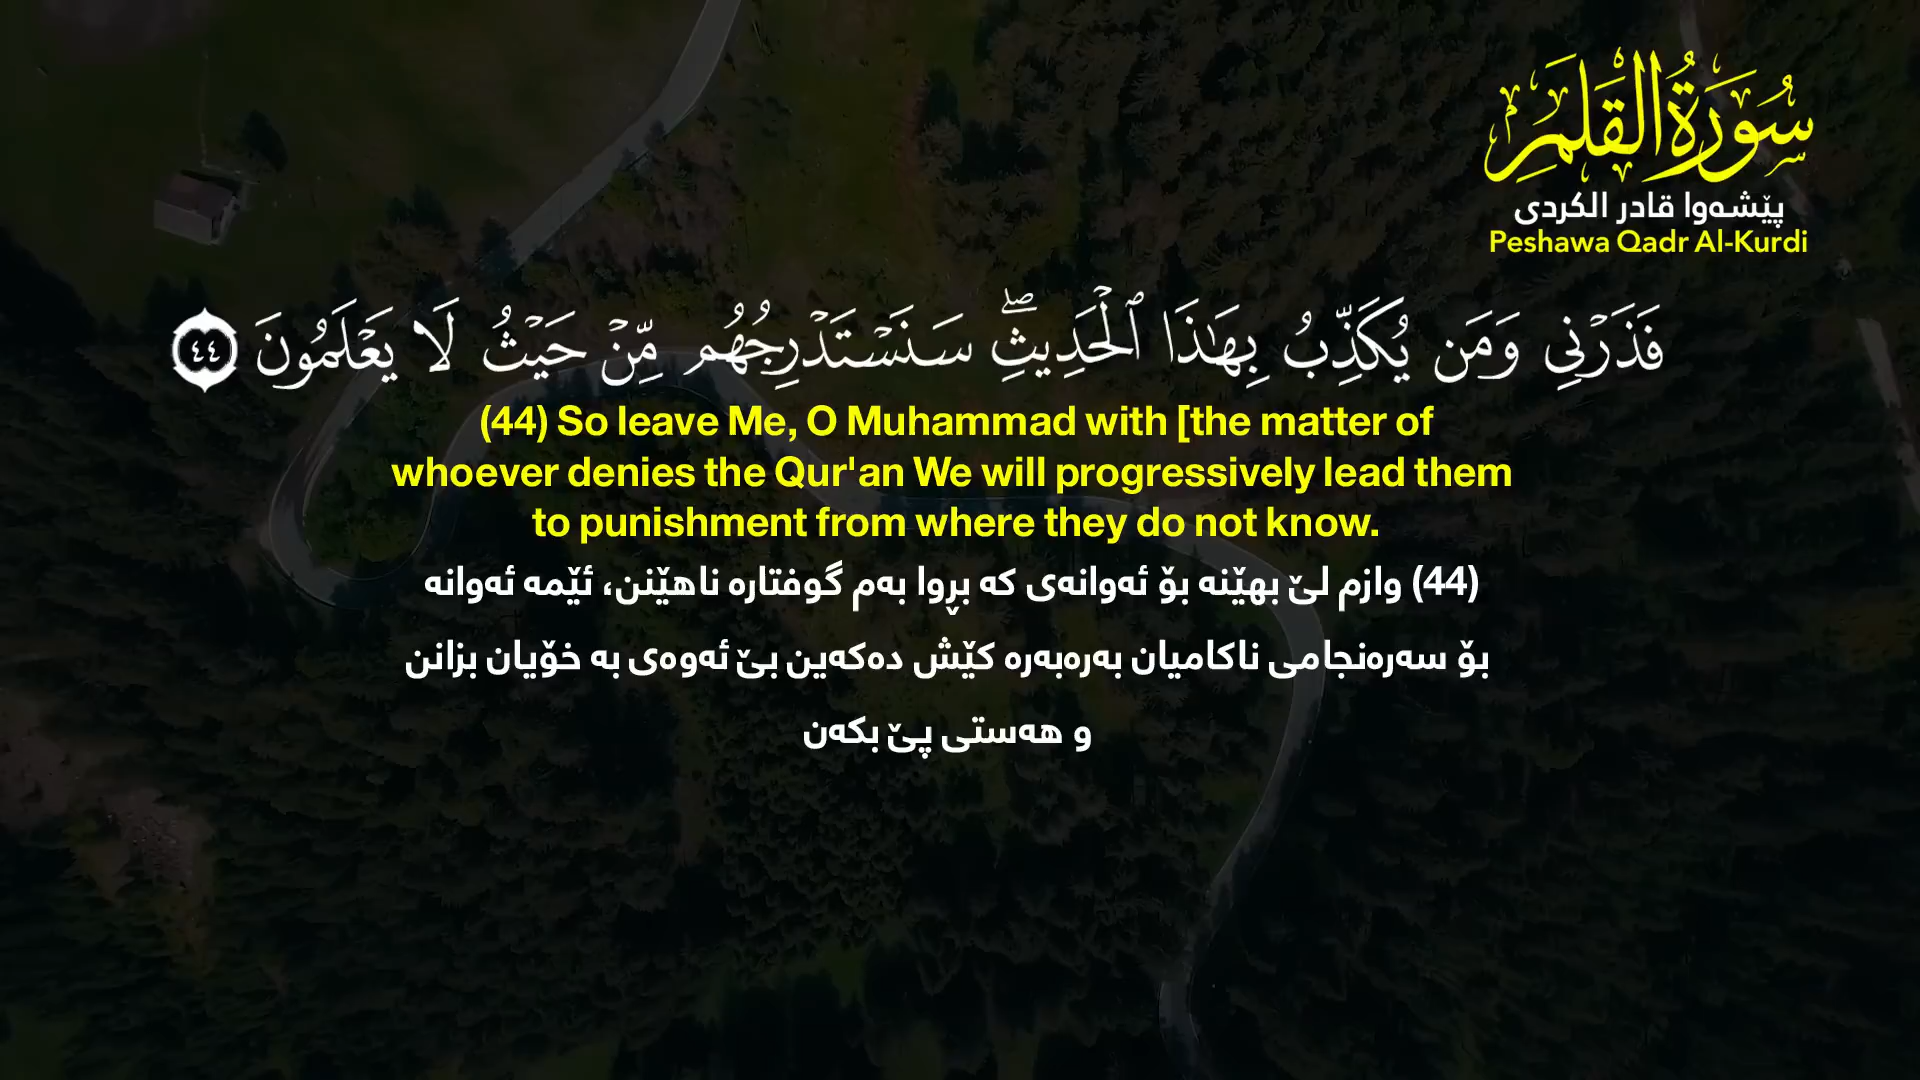 سُورَةُ الْقَلَمِ
پێشەوا قادر الكردی
Peshawa Qadr Al-Kurdi
فَذَرْنِي وَمَن يُكَذِّبُ بِهَـٰذَا ٱلْحَدِيثِ ۖ سَنَسْتَدْرِجُهُم مِّنْ حَيْثُ لَا يَعْلَمُونَ ٤٤
(44) So leave Me, O Muhammad with [the matter of
whoever denies the Qur'an We will progressively lead them
to punishment from where they do not know.
(44) وازم لێ بهێنە بۆ ئەوانەی کە بڕوا بەم گوفتارە ناهێنن، ئێمە ئەوانە
بۆ سەرەنجامی ناکامیان بەرەبەرە کێش دەکەین بێ ئەوەی بە خۆیان بزانن
و هەستی پێ بکەن